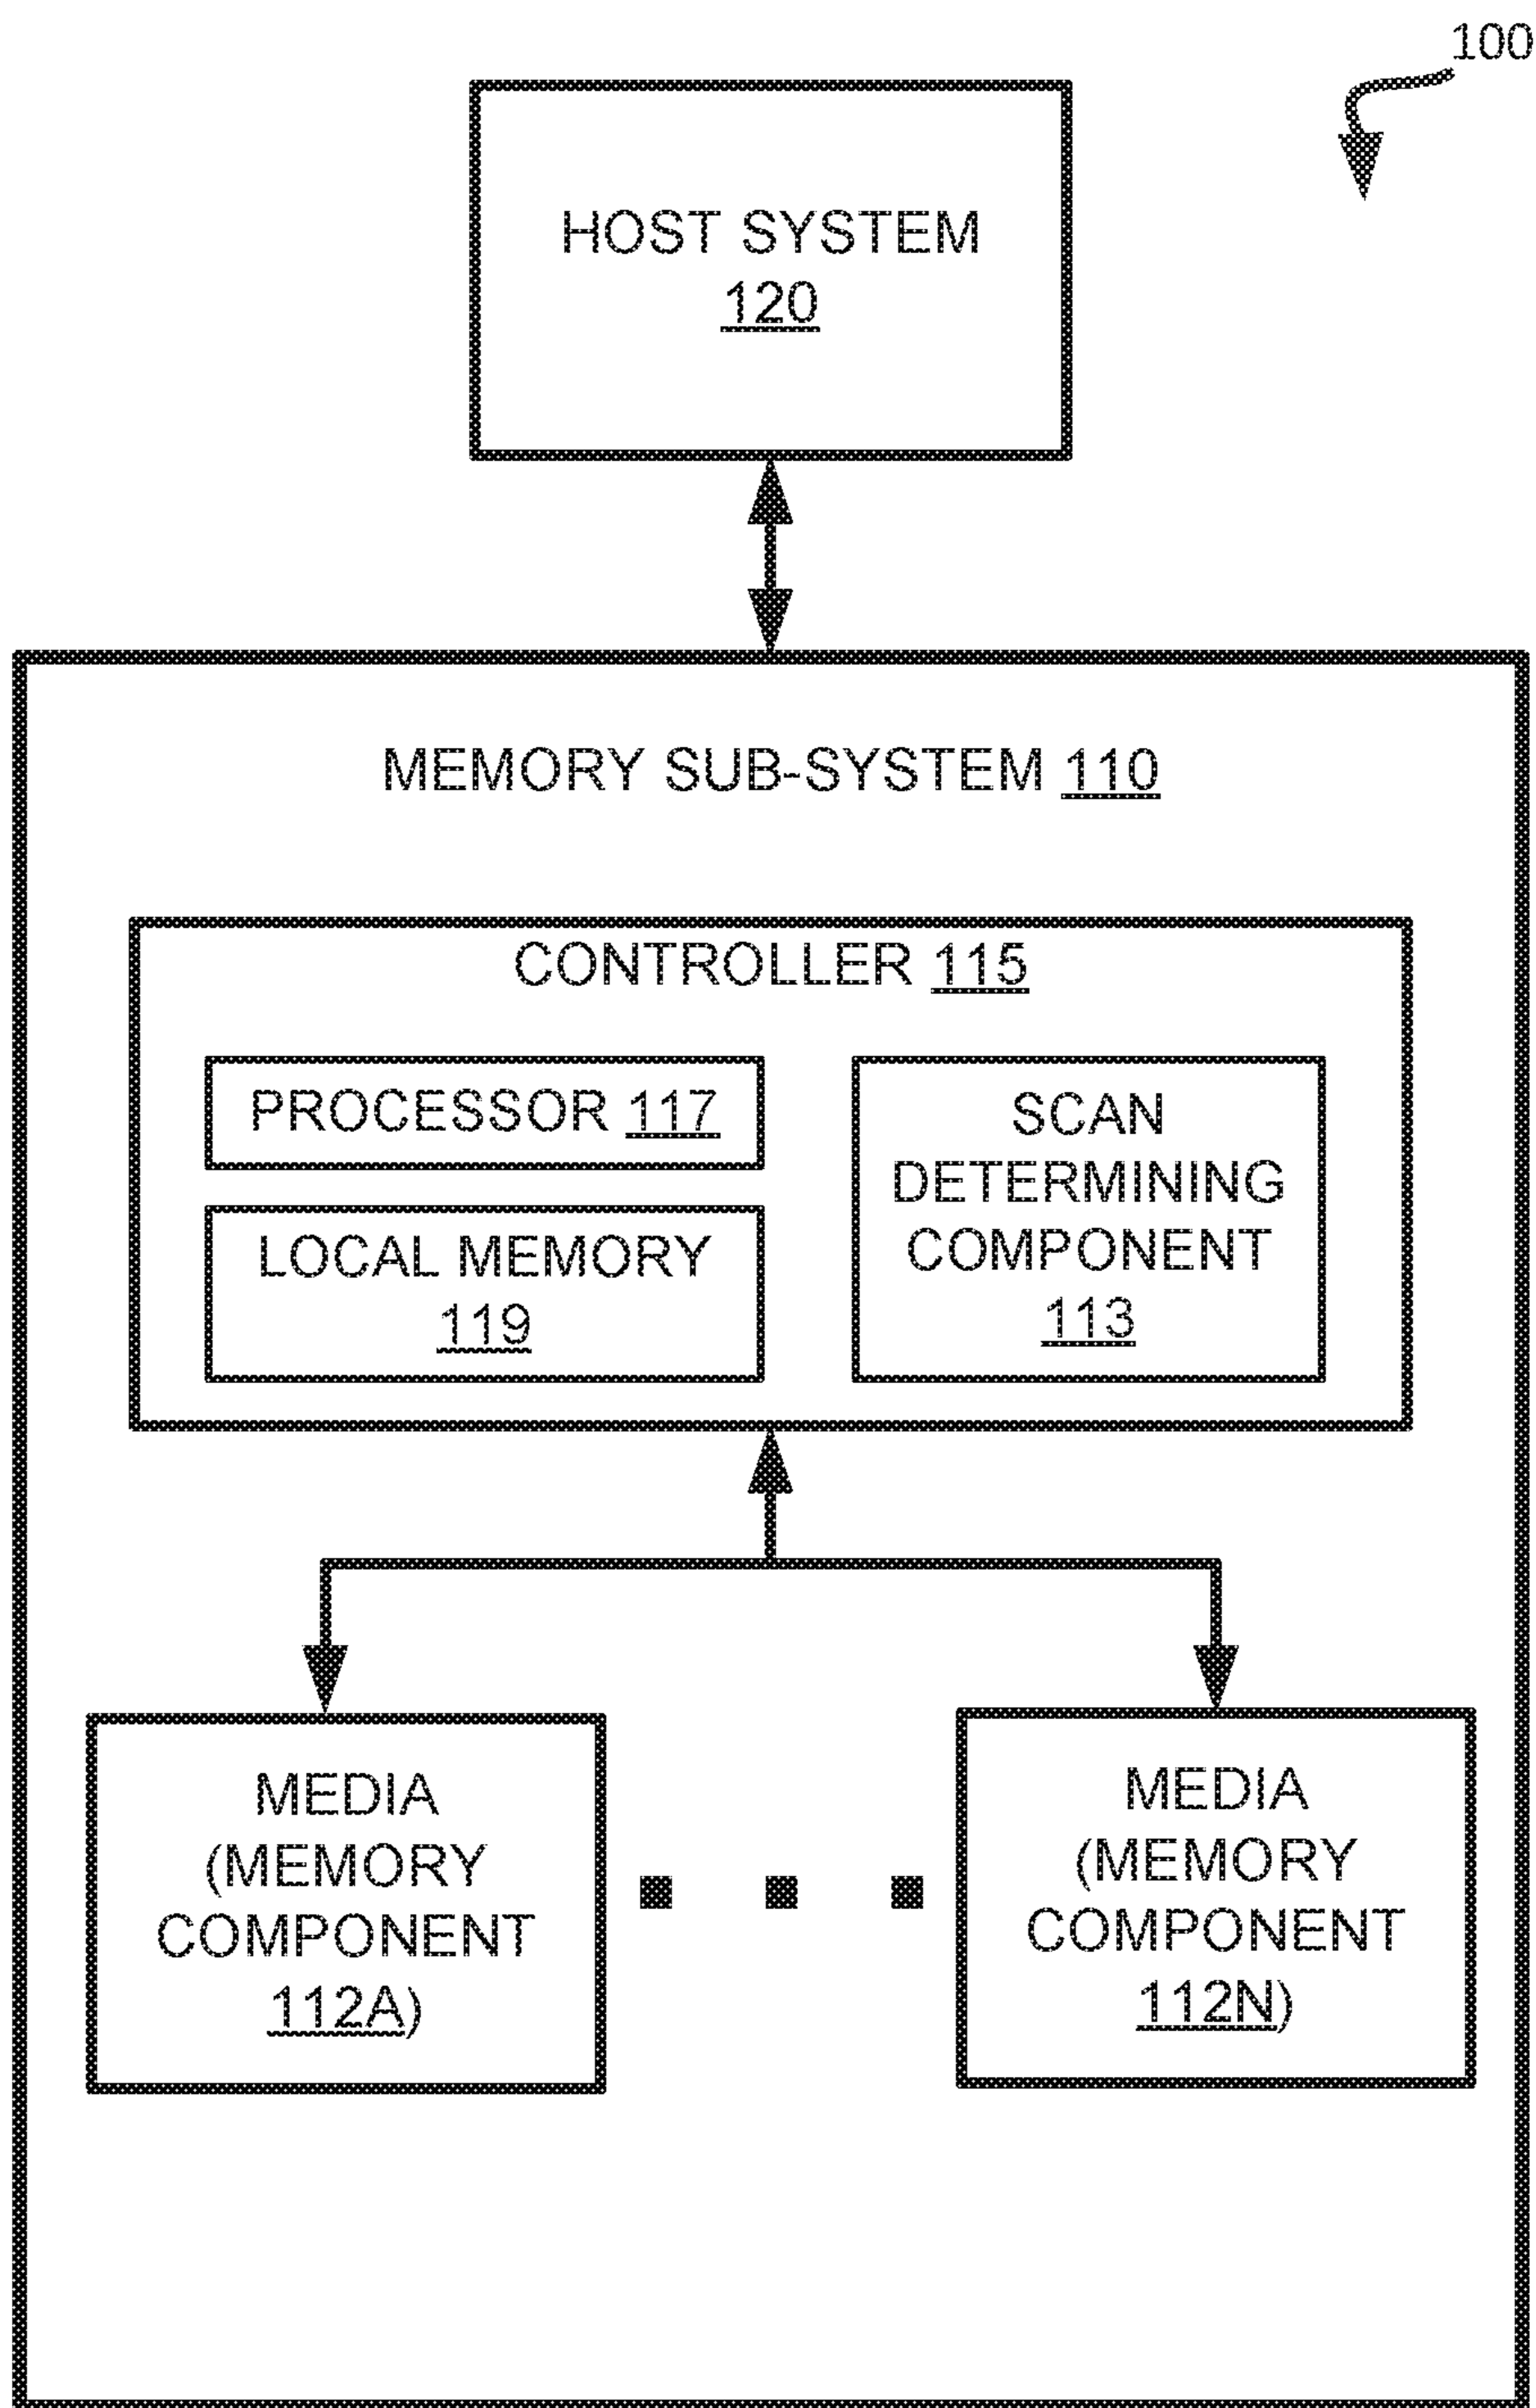 100
HOST SYSTEM
120
MEMORY SUB-SYSTEM 110
CONTROLLER 115
PROCESSOR 117
LOCAL MEMORY
119
SCAN
DETERMINING
COMPONENT
113
MEDIA
(MEMORY
COMPONENT
112A)
MEDIA
(MEMORY
COMPONENT
112N)